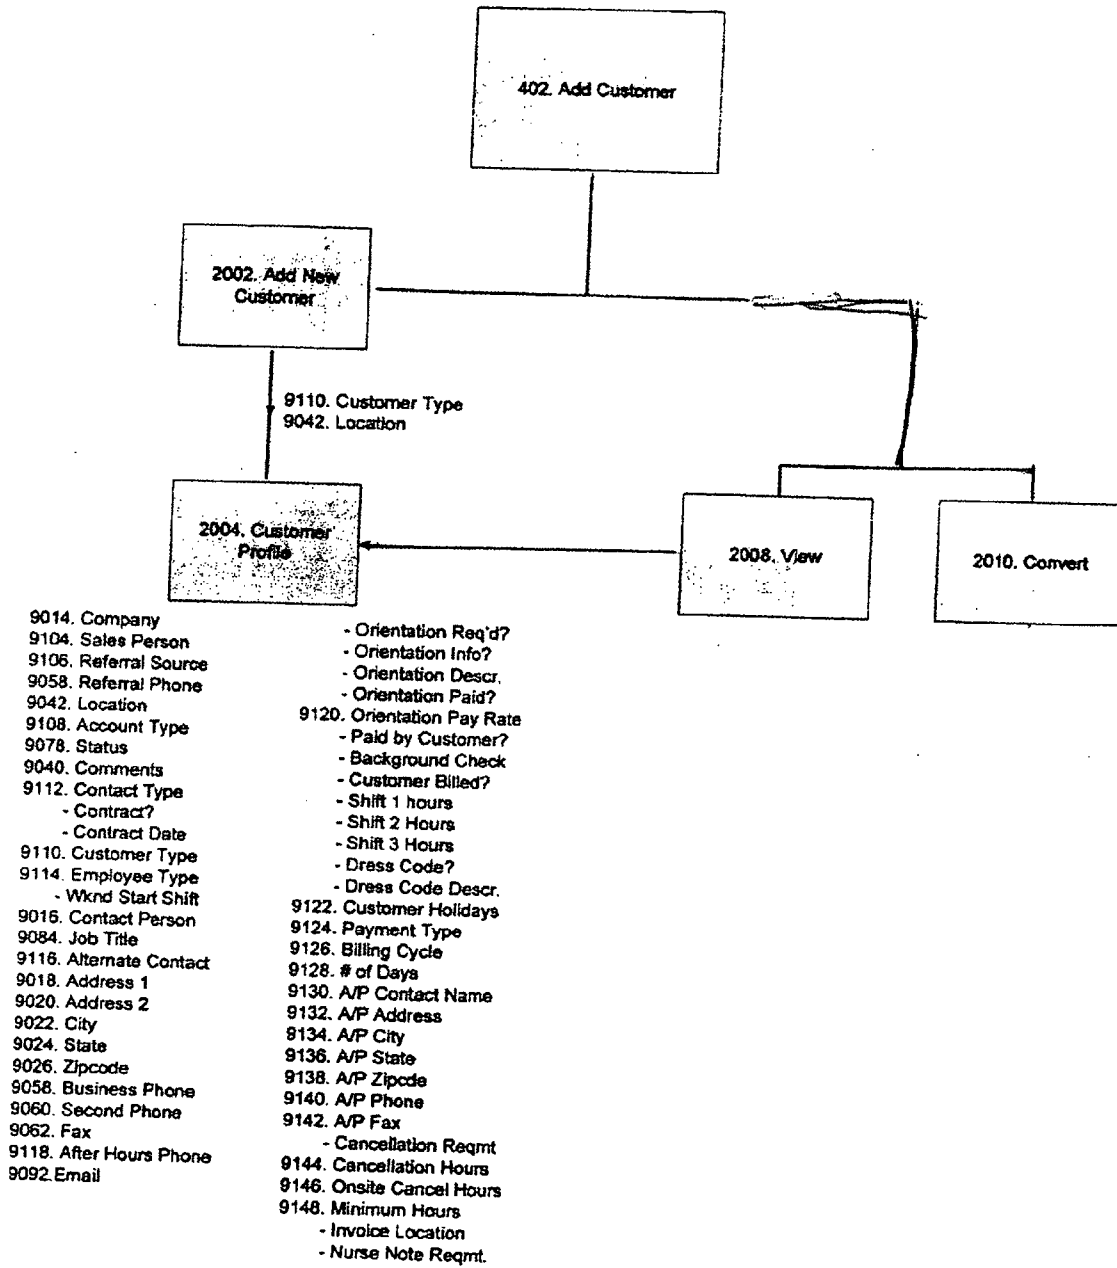 402. Add Customer
2002. Add New
Customer
9110. Customer Type
9042. Location
2004. Customer
Profile
2008. View
2010. Convert
9014. Company
9104. Sales Person
9106. Referral Source
9058. Referral Phone
9042. Location
9108. Account Type
9078. Status
9040. Comments
9112. Contact Type
- Contract?
- Contract Date
9110. Customer Type
9114. Employee Type
- Wknd Start Shift
9016. Contact Person
9084. Job Title
9116. Alternate Contact
9018. Address 1
9020. Address 2
9022. City
9024. State
9026. Zipcode
9058. Business Phone
9060. Second Phone
9062. Fax
9118. After Hours Phone
9092.Email
- Orientation Req'd?
- Orientation Info?
- Orientation Descr.
- Orientation Paid?
9120. Orientation Pay Rate
- Paid by Customer?
- Background Check
- Customer Billed?
- Shift 1 hours
- Shift 2 Hours
- Shift 3 Hours
- Dress Code?
- Dress Code Descr.
9122. Customer Holidays
9124. Payment Type
9126. Billing Cycle
9128. # of Days
9130. A/P Contact Name
9132. A/P Address
9134. A/P City
9136. A/P State
9138. A/P Zipcde
9140. A/P Phone
9142. A/P Fax
- Cancellation Reqmt
9144. Cancellation Hours
9146. Onsite Cancel Hours
9148. Minimum Hours
- Invoice Location
- Nurse Note Reqmt.